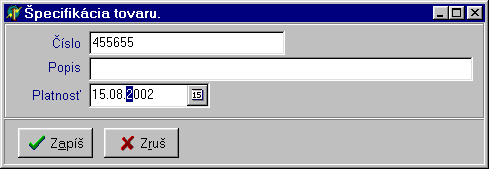 Špecifikácia tovaru.
Číslo 455655
Popis
Platnosť 15.08.2002 15
Zapíš Zruš